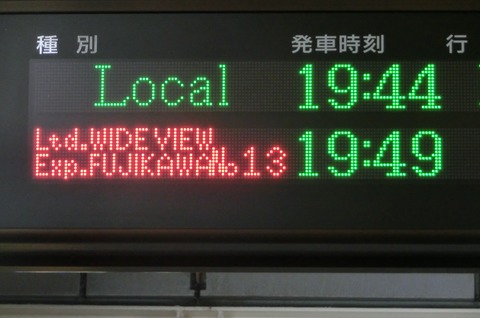 種別 発車時刻 行
Local 19:44
Ltd. WIDE VIEW
Exp. FUJIKAWA No 13 19:49